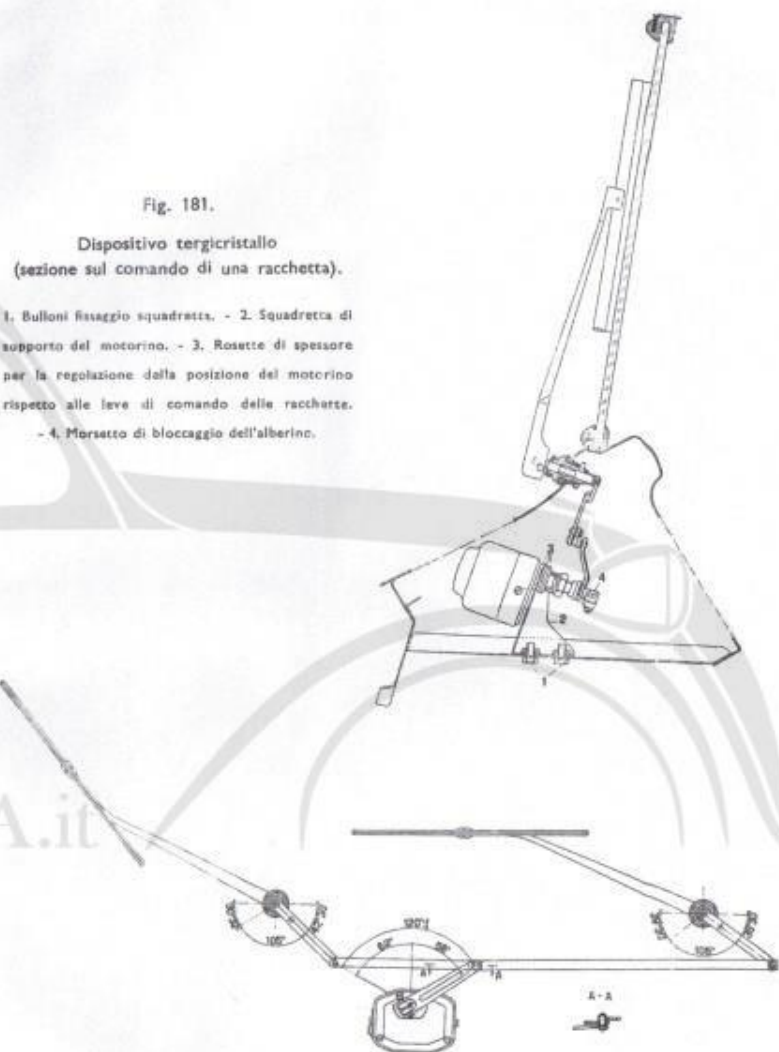 Fig. 181.
Dispositivo tergicristallo
(sezione sul comando di una racchetta).
1. Bulloni fissaggio squadretta. - 2. Squadretta di
supporto del motorino. - 3. Rosette di spessore
per la regolazione della posizione del motorino
rispetto alle leve di comando delle racchette.
- 4. Morsetto di bloccaggio dell'alberino.
3
4
2
1
A.it
120°
105°
105°
A
A
A-A